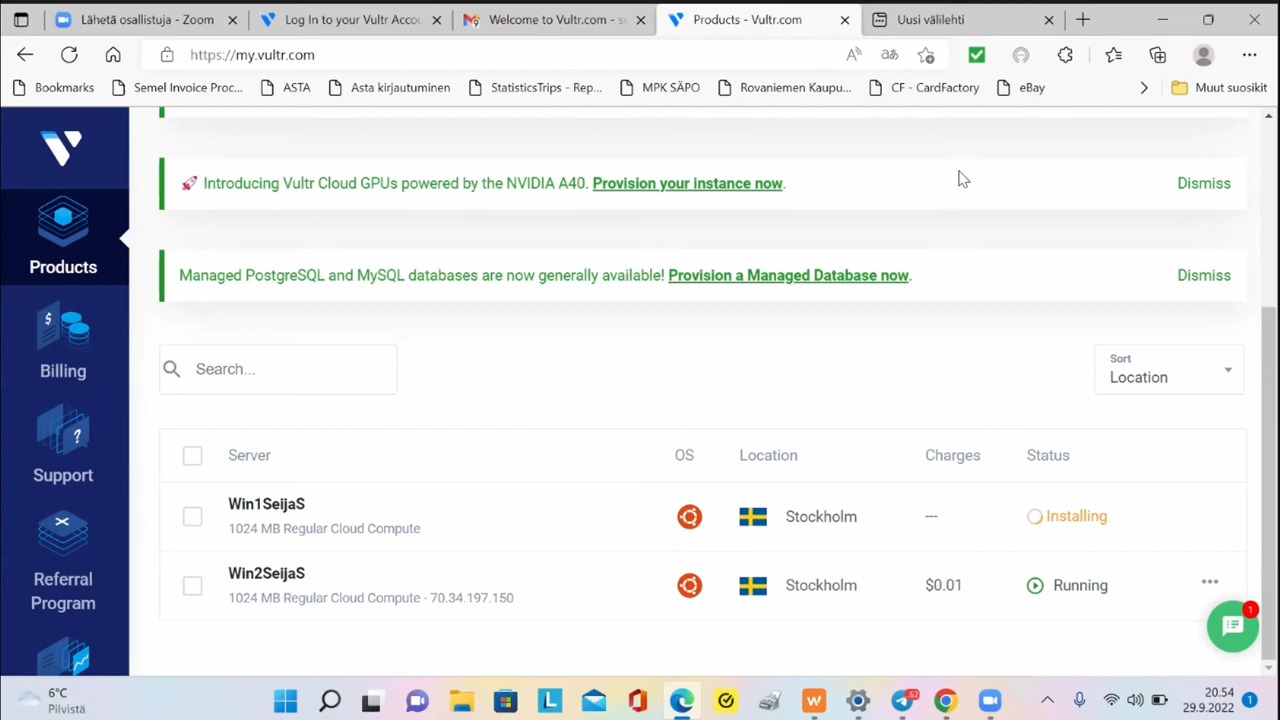 Lähetä osallistuja - Zoom
Log In to your Vultr Accou
Welcome to Vultr.com - se
Products - Vultr.com
Uusi välilehti
https://my.vultr.com
Bookmarks
Semel Invoice Proc...
ASTA
Asta kirjautuminen
StatisticsTrips - Rep...
MPK SÄPO
Rovaniemen Kaupu...
CF - CardFactory
eBay
Muut suosikit
🚀 Introducing Vultr Cloud GPUs powered by the NVIDIA A40. Provision your instance now.
Dismiss
Products
Managed PostgreSQL and MySQL databases are now generally available! Provision a Managed Database now.
Dismiss
Billing
Search...
Sort
Location
Support
Server
OS
Location
Charges
Status
Win1SeijaS
1024 MB Regular Cloud Compute
Stockholm
---
Installing
Referral
Program
Win2SeijaS
1024 MB Regular Cloud Compute - 70.34.197.150
Stockholm
$0.01
Running
1
6°C
Pilvistä
62
20.54
29.9.2022
1